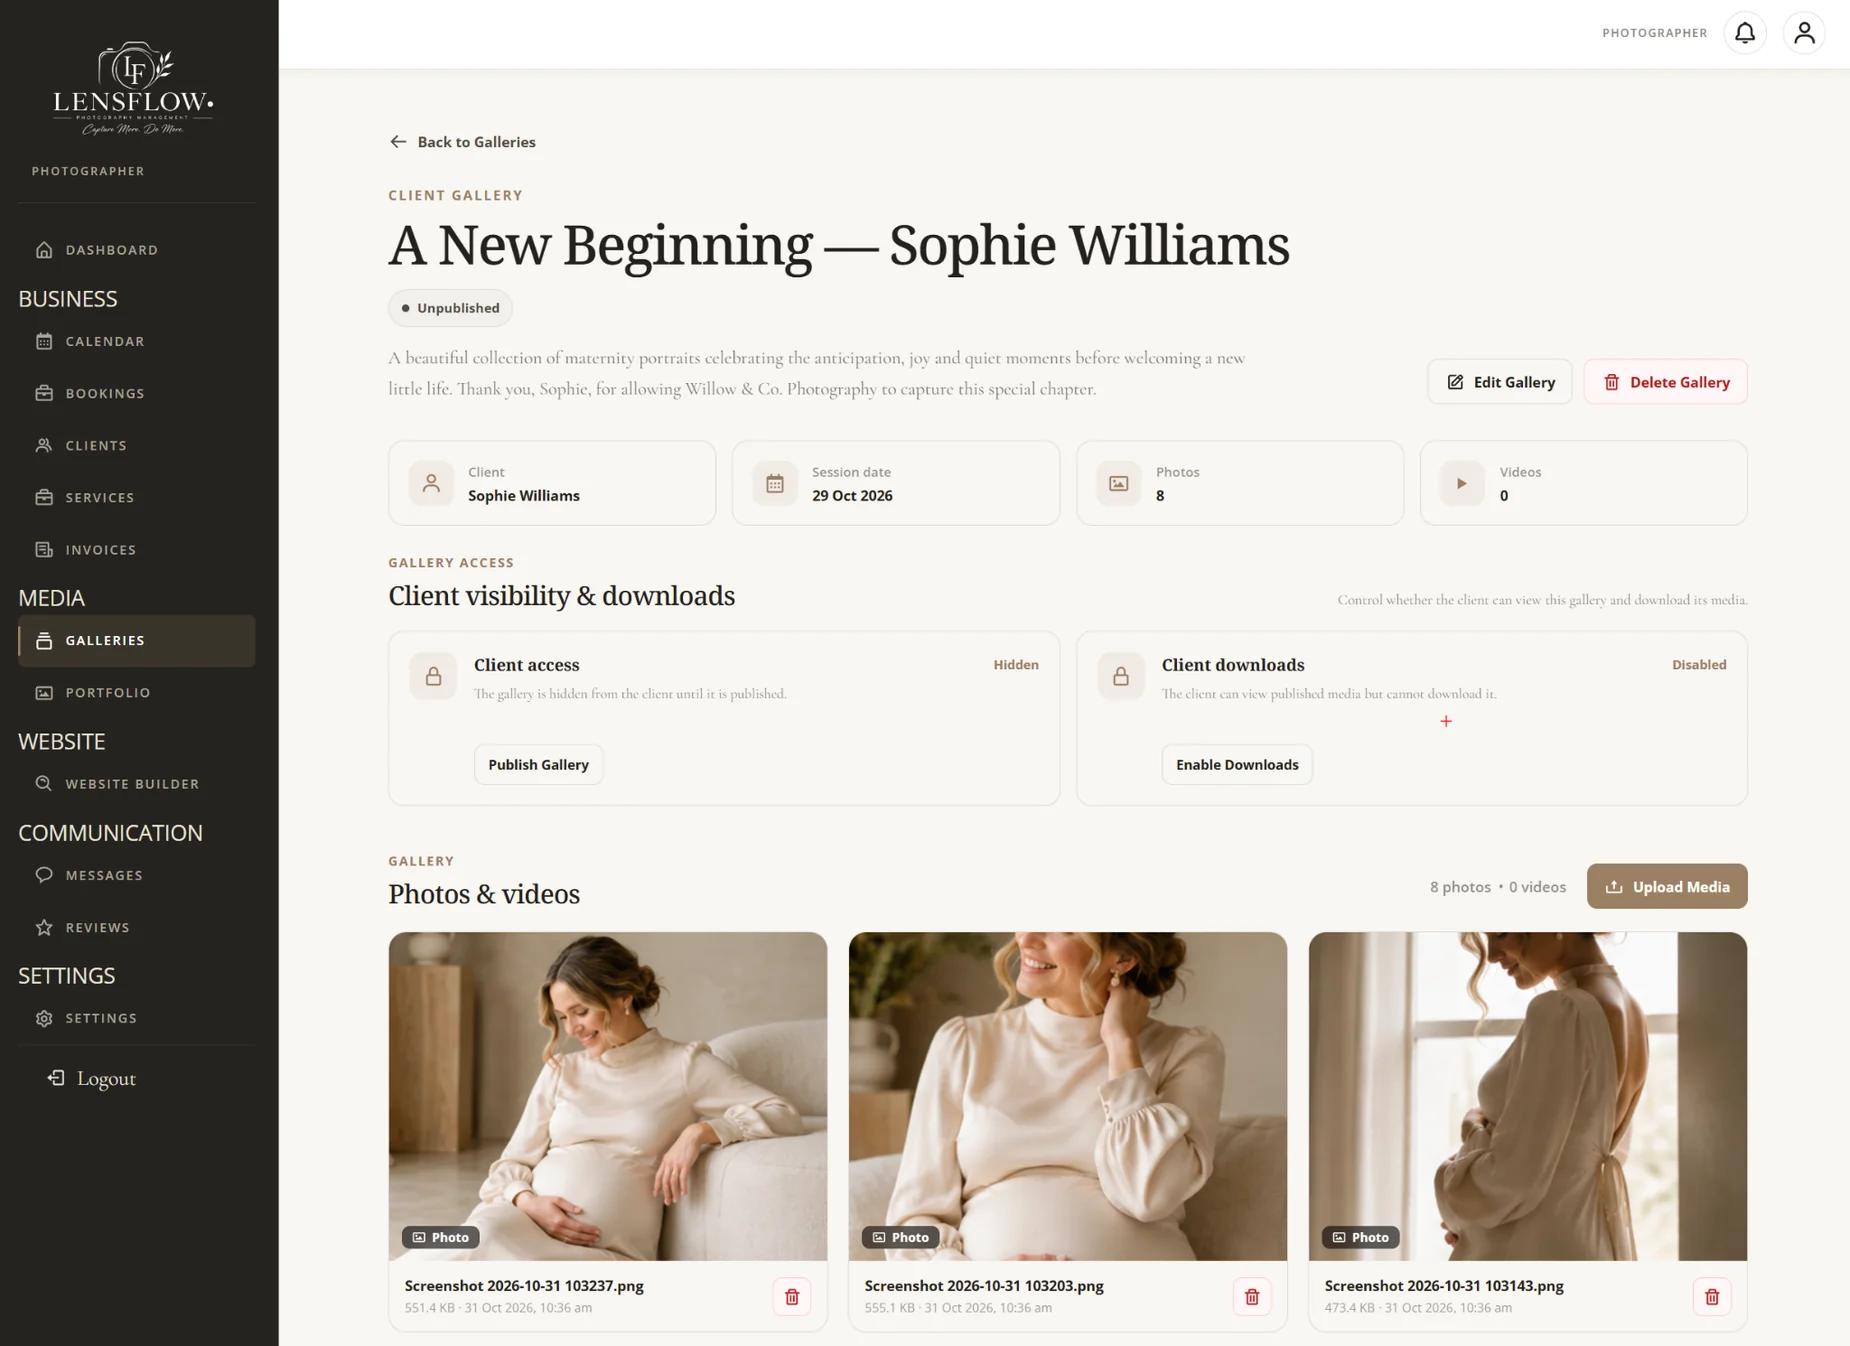 LF
LENSFLOW.
PHOTOGRAPHY MANAGEMENT
Capture More. Do More.
PHOTOGRAPHER
DASHBOARD
BUSINESS
CALENDAR
BOOKINGS
CLIENTS
SERVICES
INVOICES
MEDIA
GALLERIES
PORTFOLIO
WEBSITE
WEBSITE BUILDER
COMMUNICATION
MESSAGES
REVIEWS
SETTINGS
SETTINGS
Logout
PHOTOGRAPHER
Back to Galleries
CLIENT GALLERY
A New Beginning — Sophie Williams
Unpublished
A beautiful collection of maternity portraits celebrating the anticipation, joy and quiet moments before welcoming a new
little life. Thank you, Sophie, for allowing Willow & Co. Photography to capture this special chapter.
Edit Gallery
Delete Gallery
Client
Sophie Williams
Session date
29 Oct 2026
Photos
8
Videos
0
GALLERY ACCESS
Client visibility & downloads
Control whether the client can view this gallery and download its media.
Client access
Hidden
The gallery is hidden from the client until it is published.
Publish Gallery
Client downloads
Disabled
The client can view published media but cannot download it.
Enable Downloads
GALLERY
Photos & videos
8 photos • 0 videos
Upload Media
Photo
Screenshot 2026-10-31 103237.png
551.4 KB · 31 Oct 2026, 10:36 am
Photo
Screenshot 2026-10-31 103203.png
555.1 KB · 31 Oct 2026, 10:36 am
Photo
Screenshot 2026-10-31 103143.png
473.4 KB · 31 Oct 2026, 10:36 am